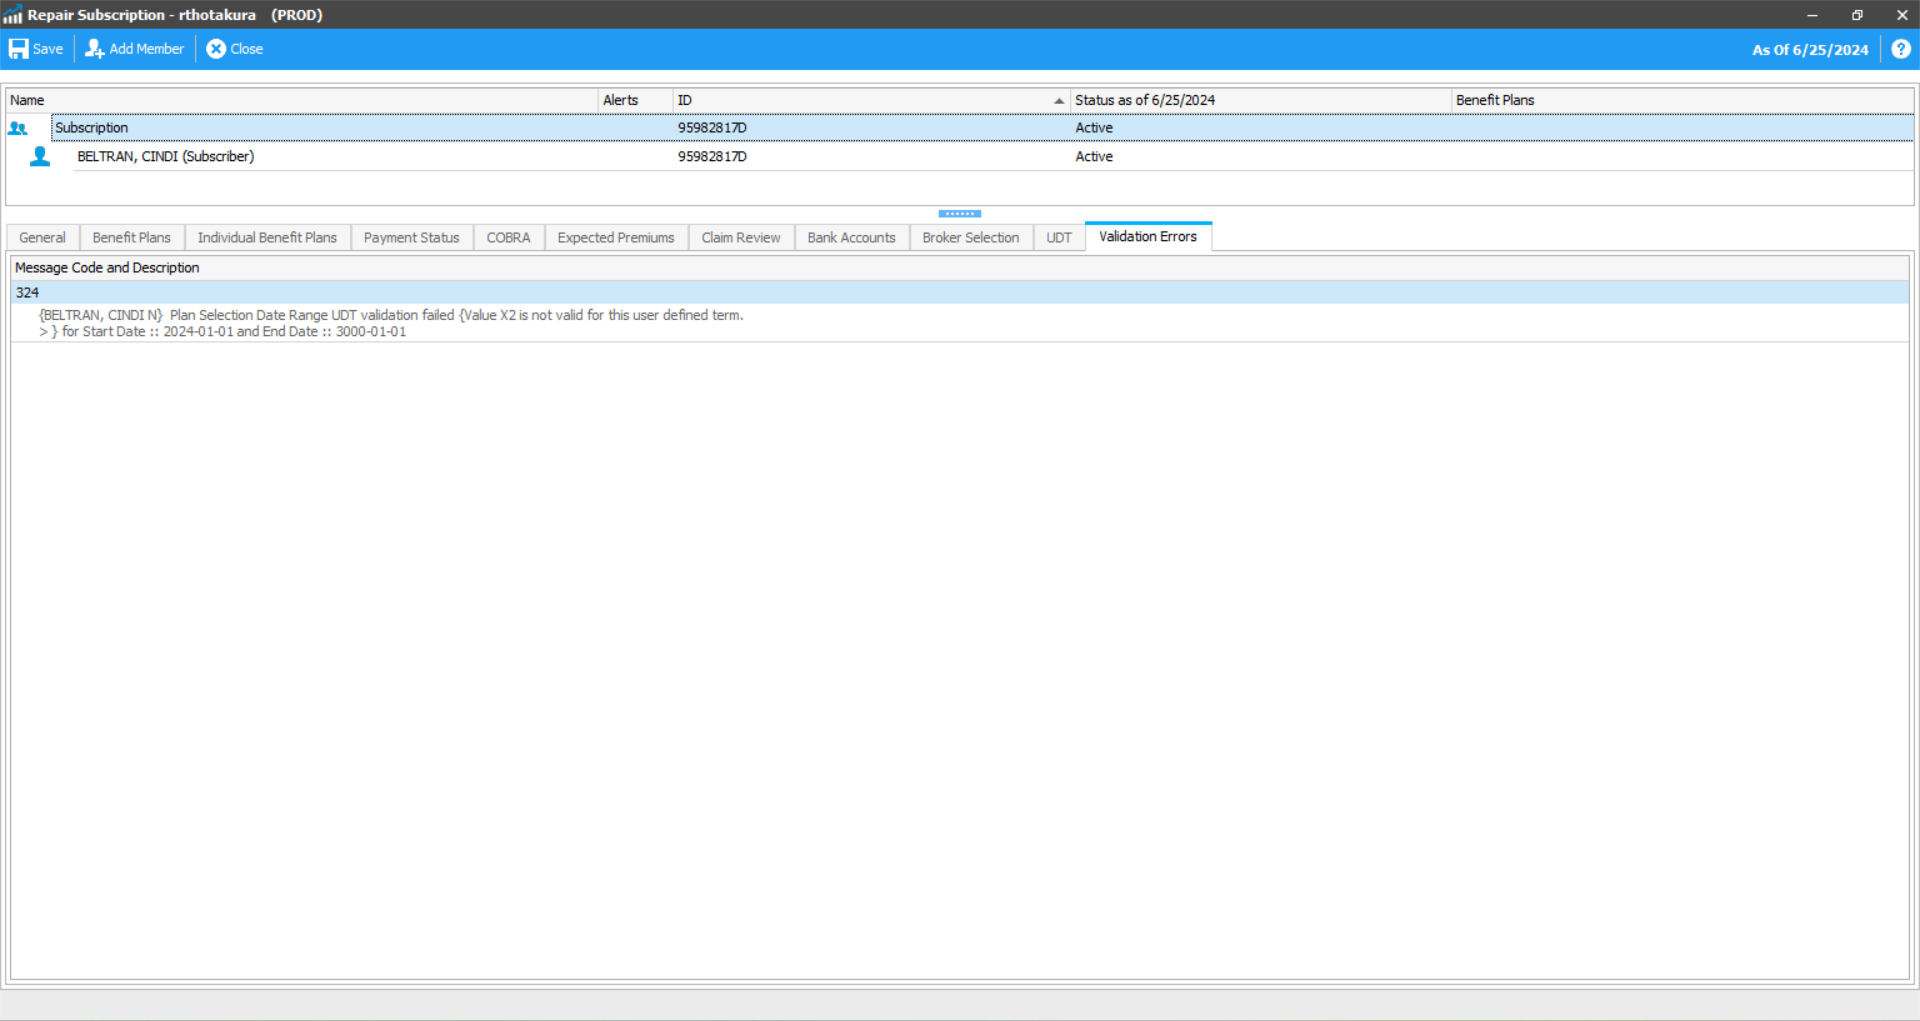 Repair Subscription - rthotakura (PROD)
Save Add Member Close As Of 6/25/2024 ?
Name Alerts ID Status as of 6/25/2024 Benefit Plans
Subscription 95982817D Active
BELTRAN, CINDI (Subscriber) 95982817D Active
General Benefit Plans Individual Benefit Plans Payment Status COBRA Expected Premiums Claim Review Bank Accounts Broker Selection UDT Validation Errors
Message Code and Description
324
{BELTRAN, CINDI N} Plan Selection Date Range UDT validation failed {Value X2 is not valid for this user defined term.
> } for Start Date :: 2024-01-01 and End Date :: 3000-01-01